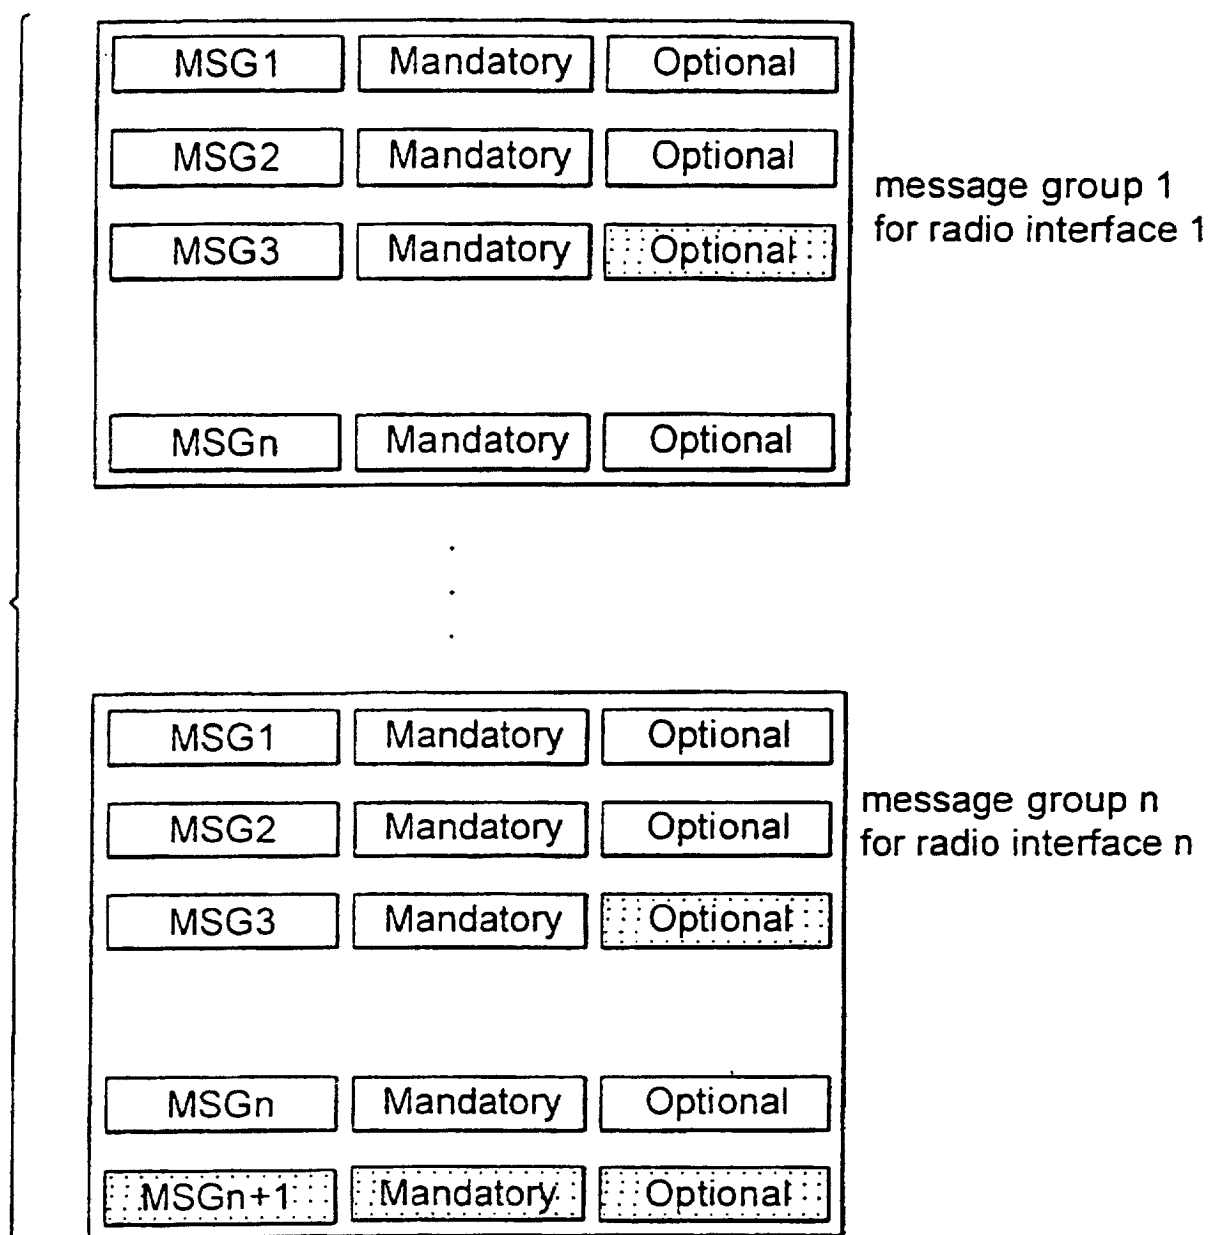 MSG1 Mandatory Optional
MSG2 Mandatory Optional
message group 1
for radio interface 1
MSG3 Mandatory Optional
MSGn Mandatory Optional
MSG1 Mandatory Optional
message group n
for radio interface n
MSG2 Mandatory Optional
MSG3 Mandatory Optional
MSGn Mandatory Optional
MSGn+1 Mandatory Optional